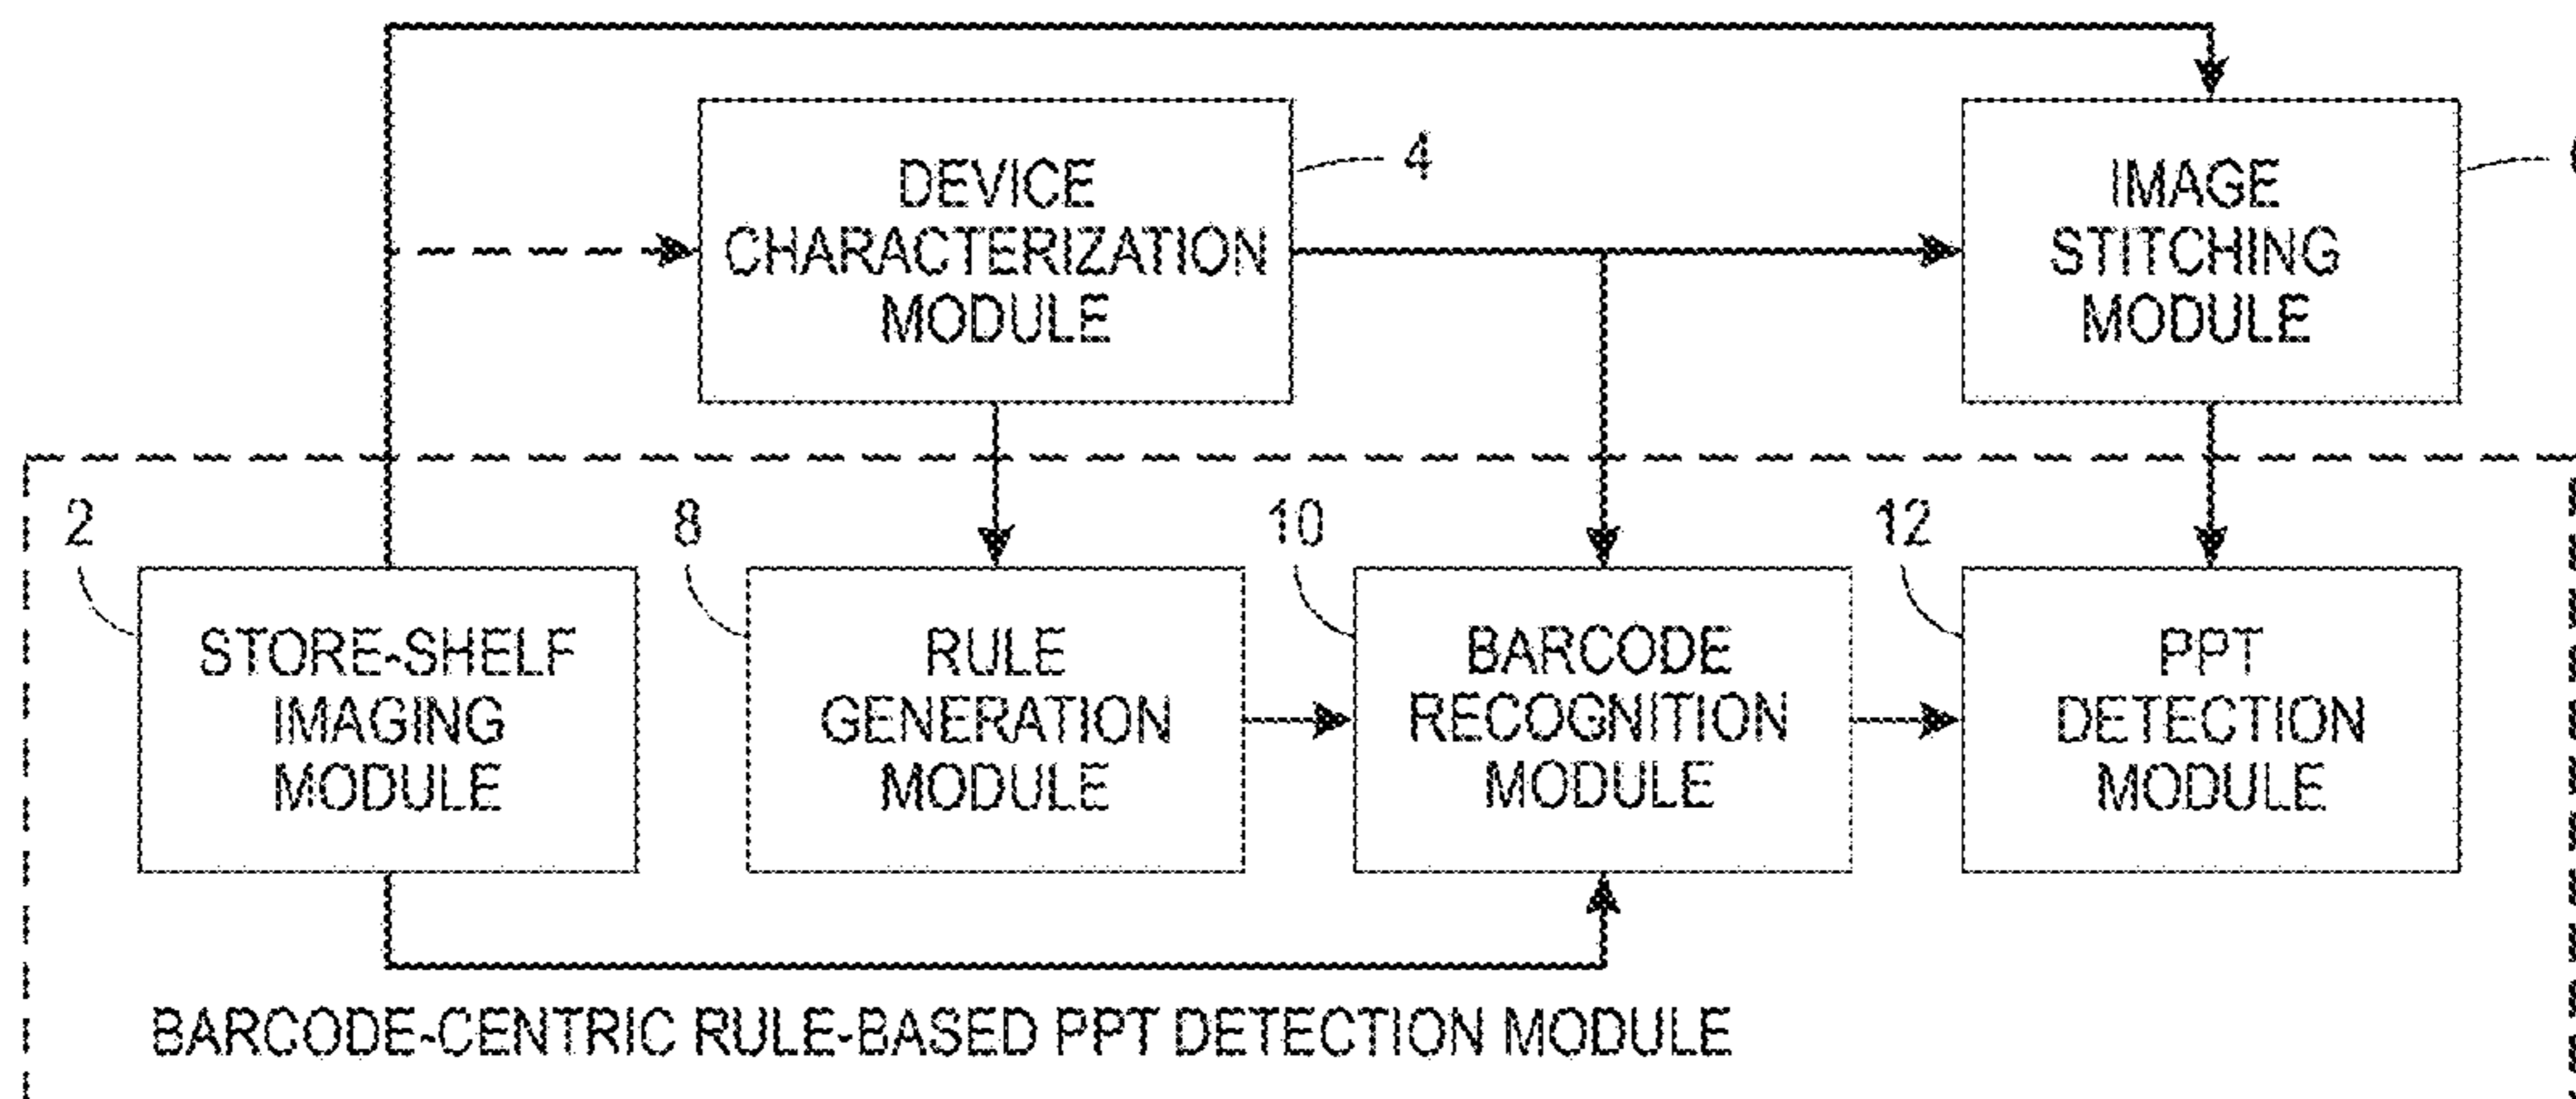 DEVICE
CHARACTERIZATION
MODULE
4
IMAGE
STITCHING
MODULE
2
STORE-SHELF
IMAGING
MODULE
8
RULE
GENERATION
MODULE
10
BARCODE
RECOGNITION
MODULE
12
PPT
DETECTION
MODULE
BARCODE-CENTRIC RULE-BASED PPT DETECTION MODULE